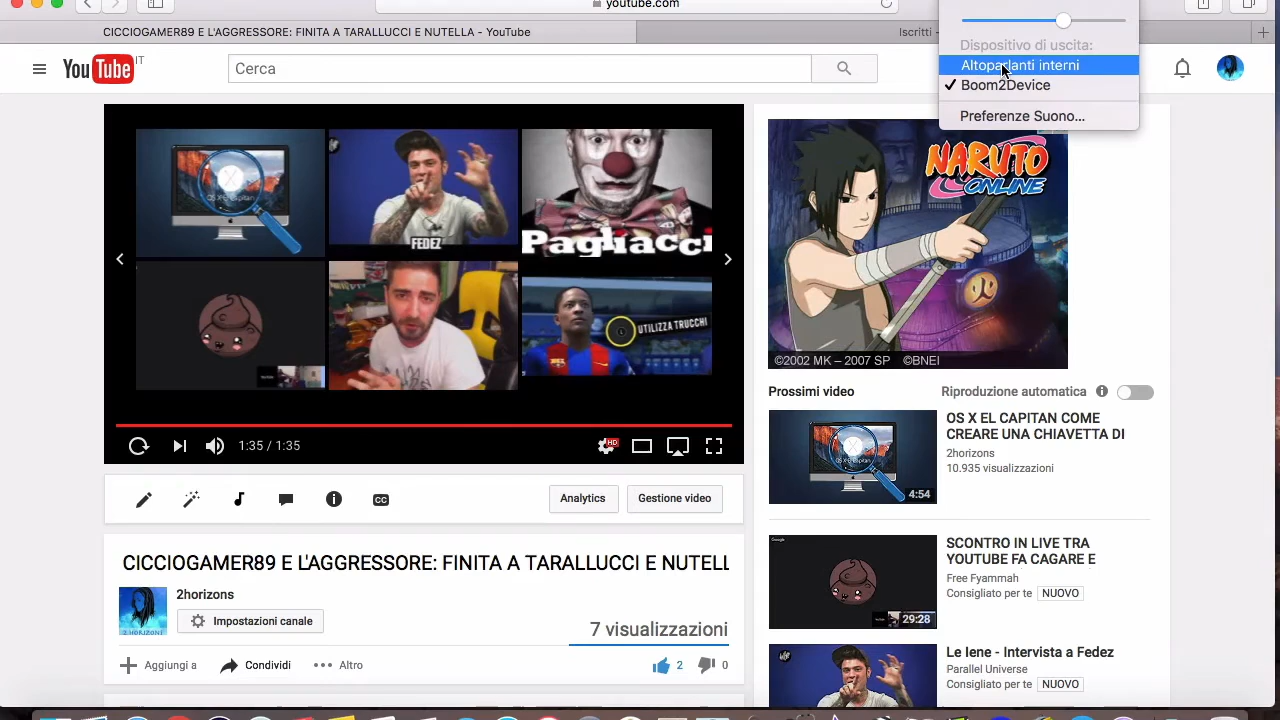 youtube.com
CICCIOGAMER89 E L'AGGRESSORE: FINITA A TARALLUCCI E NUTELLA - YouTube
Iscritti -
Dispositivo di uscita:
Altoparlanti interni
Boom2Device
Preferenze Suono...
YouTube IT
Cerca
OS X El Capitan
FEDEZ
Pagliacci
UTILIZZA TRUCCHI
NARUTO
ONLINE
©2002 MK – 2007 SP ©BNEI
1:35 / 1:35
HD
CC
Analytics
Gestione video
CICCIOGAMER89 E L'AGGRESSORE: FINITA A TARALLUCCI E NUTELL
2horizons
Impostazioni canale
7 visualizzazioni
Aggiungi a
Condividi
Altro
2
0
Prossimi video
Riproduzione automatica
OS X EL CAPITAN COME
CREARE UNA CHIAVETTA DI
2horizons
10.935 visualizzazioni
4:54
SCONTRO IN LIVE TRA
YOUTUBE FA CAGARE E
Free Fyammah
Consigliato per te NUOVO
29:28
Le Iene - Intervista a Fedez
Parallel Universe
Consigliato per te NUOVO